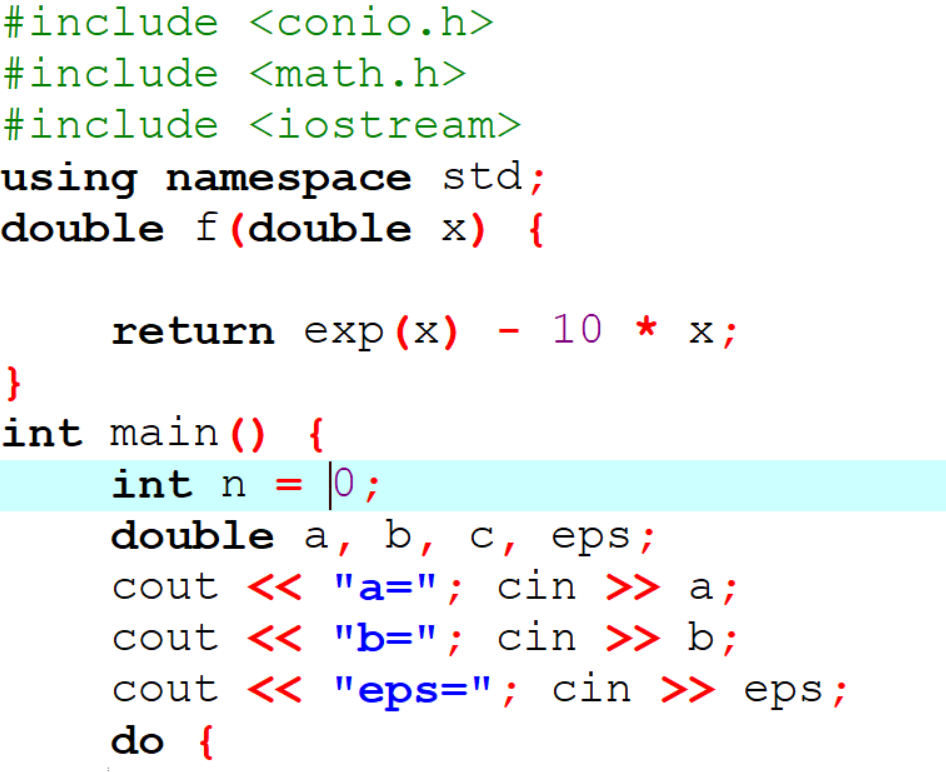 #include <conio.h>
#include <math.h>
#include <iostream>
using namespace std;
double f(double x) {
return exp(x) - 10 * x;
}
int main() {
int n = 0;
double a, b, c, eps;
cout << "a="; cin >> a;
cout << "b="; cin >> b;
cout << "eps="; cin >> eps;
do {